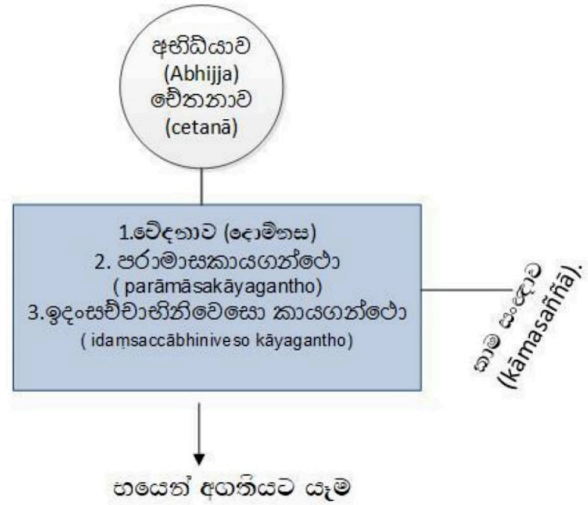 අභිධ්යාව
(Abhijja)
චේතනාව
(cetanā)
1.වේදනාව (දොම්නස)
2. පරාමාසකායගන්ථො
( parāmāsakāyagantho)
3.ඉදංසච්චාභිනිවෙසො කායගන්ථො
( idaṃsaccābhiniveso kāyagantho)
කාම සංඥාව
(kāmasaññā).
භයෙන් අගතියට යෑම